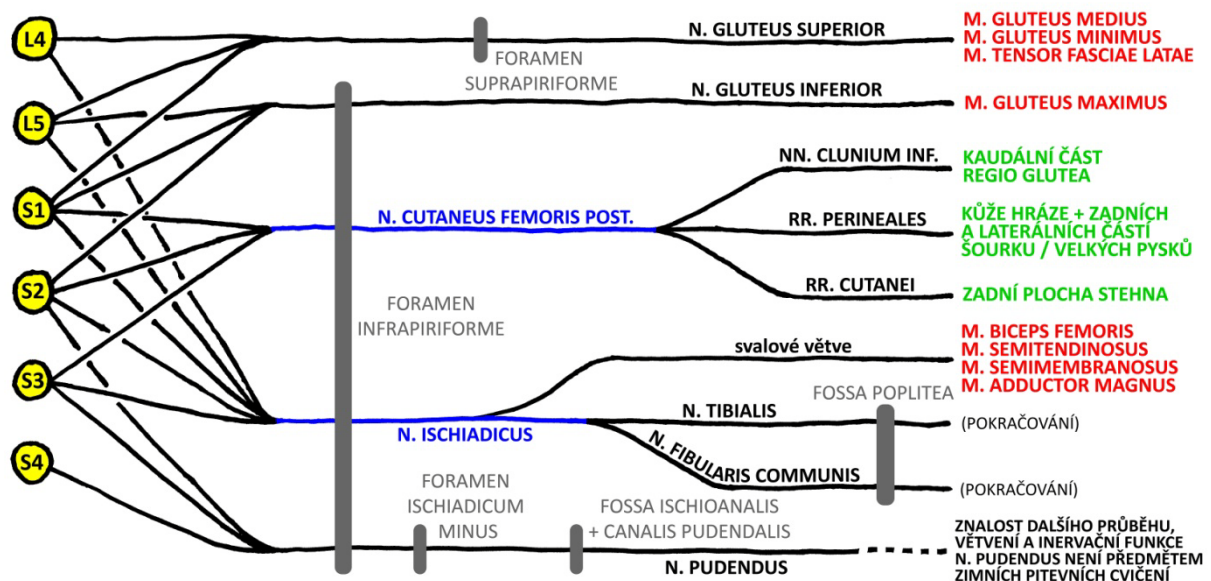 L4
L5
S1
S2
S3
S4
N. GLUTEUS SUPERIOR
FORAMEN
SUPRAPIRIFORME
M. GLUTEUS MEDIUS
M. GLUTEUS MINIMUS
M. TENSOR FASCIAE LATAE
N. GLUTEUS INFERIOR
M. GLUTEUS MAXIMUS
NN. CLUNIUM INF.
KAUDÁLNÍ ČÁST
REGIO GLUTEA
N. CUTANEUS FEMORIS POST.
RR. PERINEALES
KŮŽE HRÁZE + ZADNÍCH
A LATERÁLNÍCH ČÁSTÍ
ŠOURKU / VELKÝCH PYSKŮ
RR. CUTANEI
ZADNÍ PLOCHA STEHNA
FORAMEN
INFRAPIRIFORME
svalové větve
M. BICEPS FEMORIS
M. SEMITENDINOSUS
M. SEMIMEMBRANOSUS
M. ADDUCTOR MAGNUS
FOSSA POPLITEA
N. ISCHIADICUS
N. TIBIALIS
(POKRAČOVÁNÍ)
N. FIBULARIS COMMUNIS
(POKRAČOVÁNÍ)
FORAMEN
ISCHIADICUM
MINUS
FOSSA ISCHIOANALIS
+ CANALIS PUDENDALIS
N. PUDENDUS
ZNALOST DALŠÍHO PRŮBĚHU,
VĚTVENÍ A INERVAČNÍ FUNKCE
N. PUDENDUS NENÍ PŘEDMĚTEM
ZIMNÍCH PITEVNÍCH CVIČENÍ